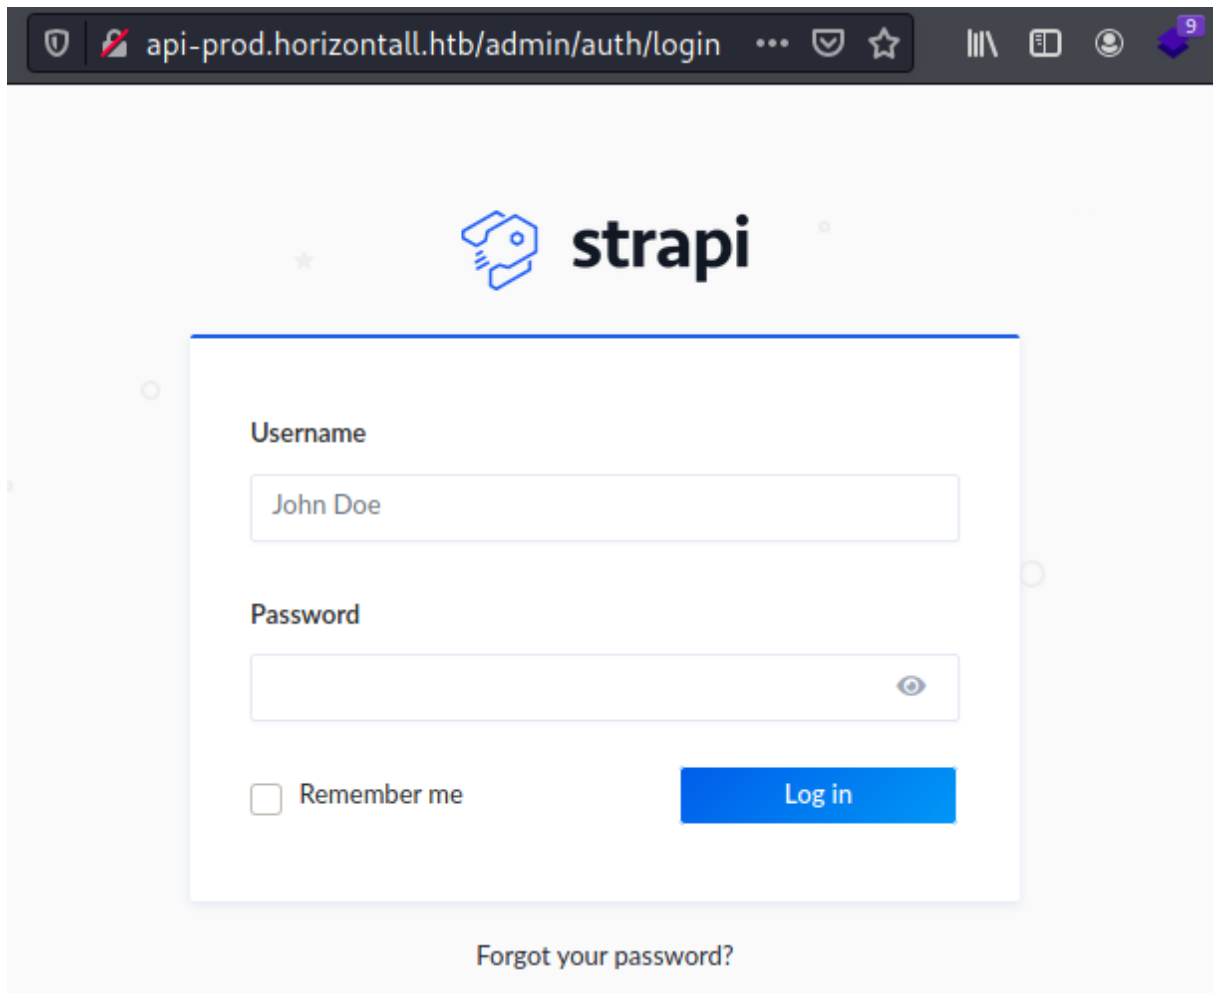 api-prod.horizontall.htb/admin/auth/login
9
strapi
Username
John Doe
Password
Remember me
Log in
Forgot your password?